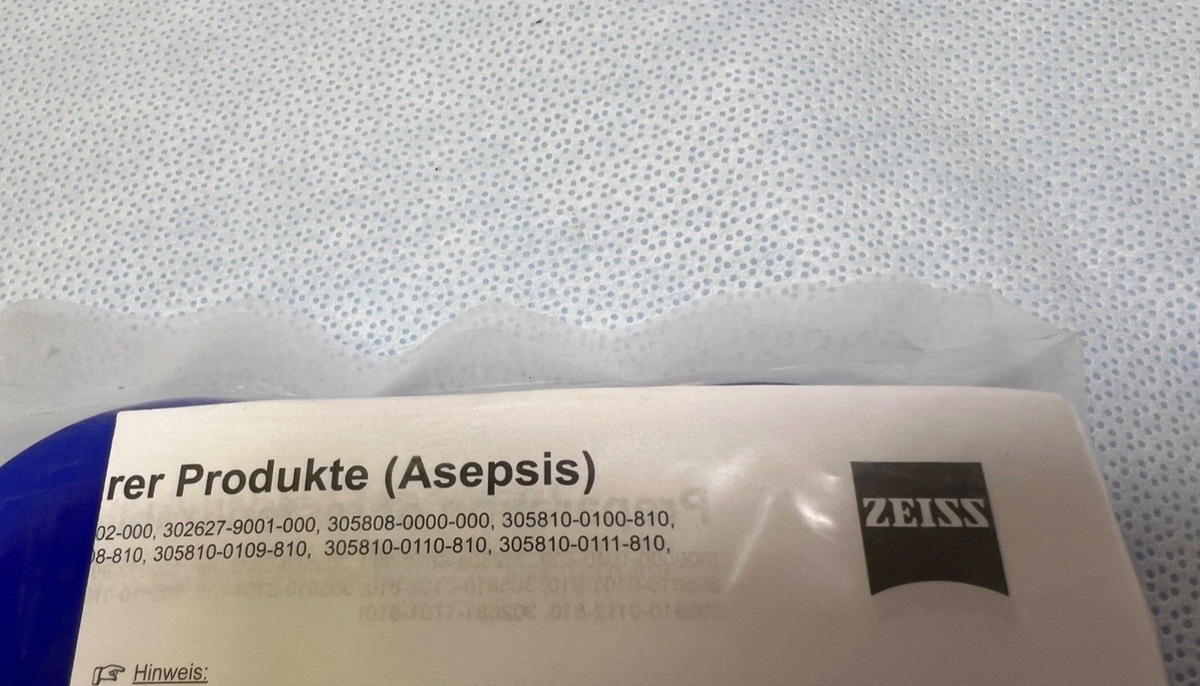 rer Produkte (Asepsis)
02-000, 302627-9001-000, 305808-0000-000, 305810-0100-810,
8-810, 305810-0109-810, 305810-0110-810, 305810-0111-810,
ZEISS
Hinweis: